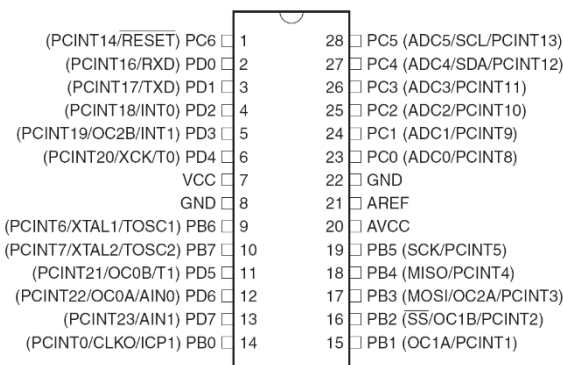 (PCINT14/RESET) PC6 1 28 PC5 (ADC5/SCL/PCINT13)
(PCINT16/RXD) PD0 2 27 PC4 (ADC4/SDA/PCINT12)
(PCINT17/TXD) PD1 3 26 PC3 (ADC3/PCINT11)
(PCINT18/INT0) PD2 4 25 PC2 (ADC2/PCINT10)
(PCINT19/OC2B/INT1) PD3 5 24 PC1 (ADC1/PCINT9)
(PCINT20/XCK/T0) PD4 6 23 PC0 (ADC0/PCINT8)
VCC 7 22 GND
GND 8 21 AREF
(PCINT6/XTAL1/TOSC1) PB6 9 20 AVCC
(PCINT7/XTAL2/TOSC2) PB7 10 19 PB5 (SCK/PCINT5)
(PCINT21/OC0B/T1) PD5 11 18 PB4 (MISO/PCINT4)
(PCINT22/OC0A/AIN0) PD6 12 17 PB3 (MOSI/OC2A/PCINT3)
(PCINT23/AIN1) PD7 13 16 PB2 (SS/OC1B/PCINT2)
(PCINT0/CLKO/ICP1) PB0 14 15 PB1 (OC1A/PCINT1)